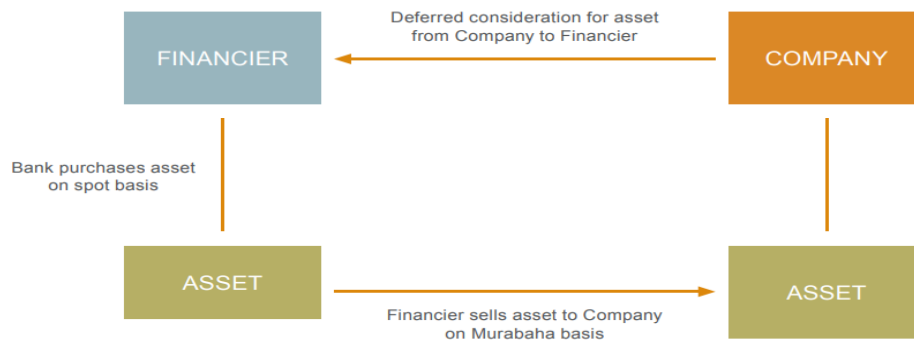 Deferred consideration for asset
from Company to Financier
FINANCIER
COMPANY
Bank purchases asset
on spot basis
ASSET
ASSET
Financier sells asset to Company
on Murabaha basis